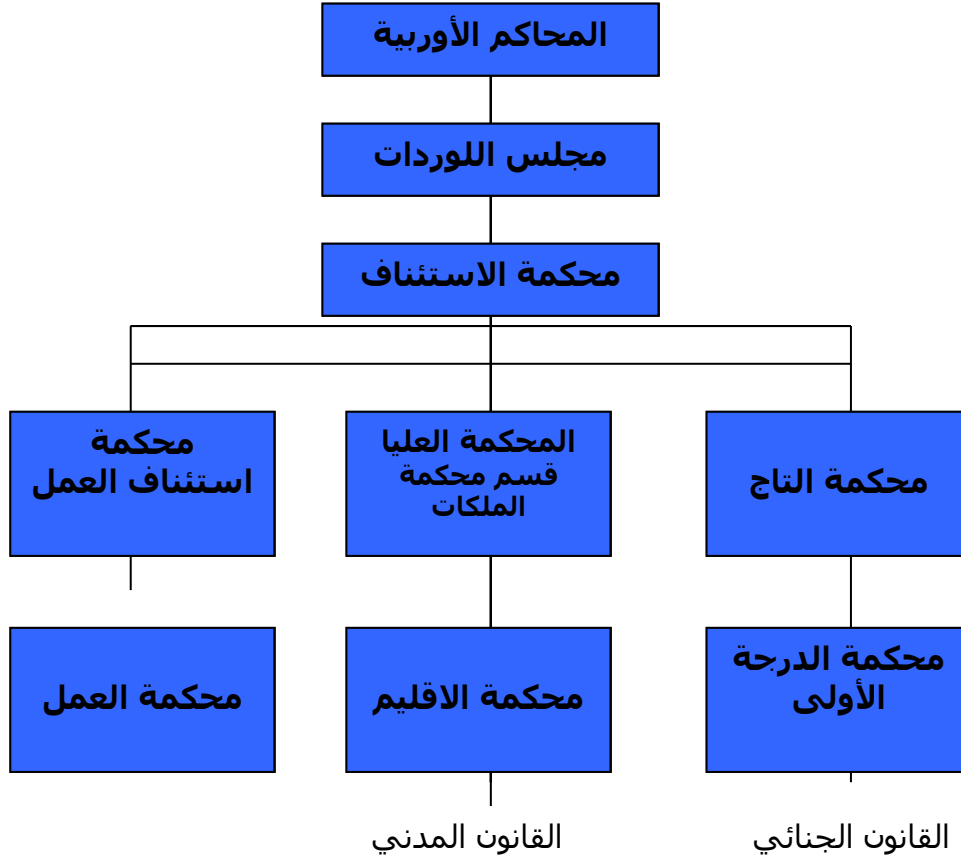 المحاكم الأوربية
مجلس اللوردات
محكمة الاستئناف
محكمة التاج
المحكمة العليا
قسم محكمة
الملكات
محكمة
استئناف العمل
محكمة الدرجة
الأولى
محكمة الاقليم
محكمة العمل
القانون الجنائي
القانون المدني